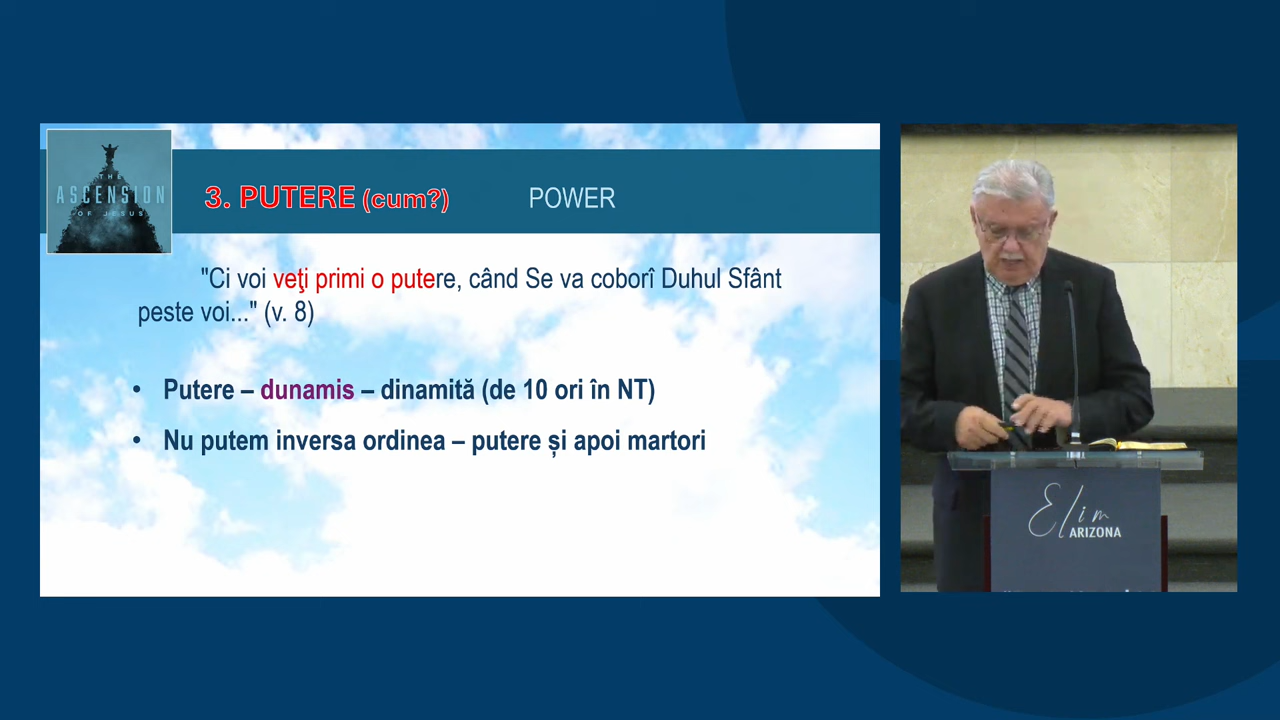 THE
ASCENSION
OF JESUS
3. PUTERE (cum?)
POWER
"Ci voi veţi primi o putere, când Se va coborî Duhul Sfânt
peste voi..." (v. 8)
• Putere – dunamis – dinamită (de 10 ori în NT)
• Nu putem inversa ordinea – putere și apoi martori
Elim
ARIZONA